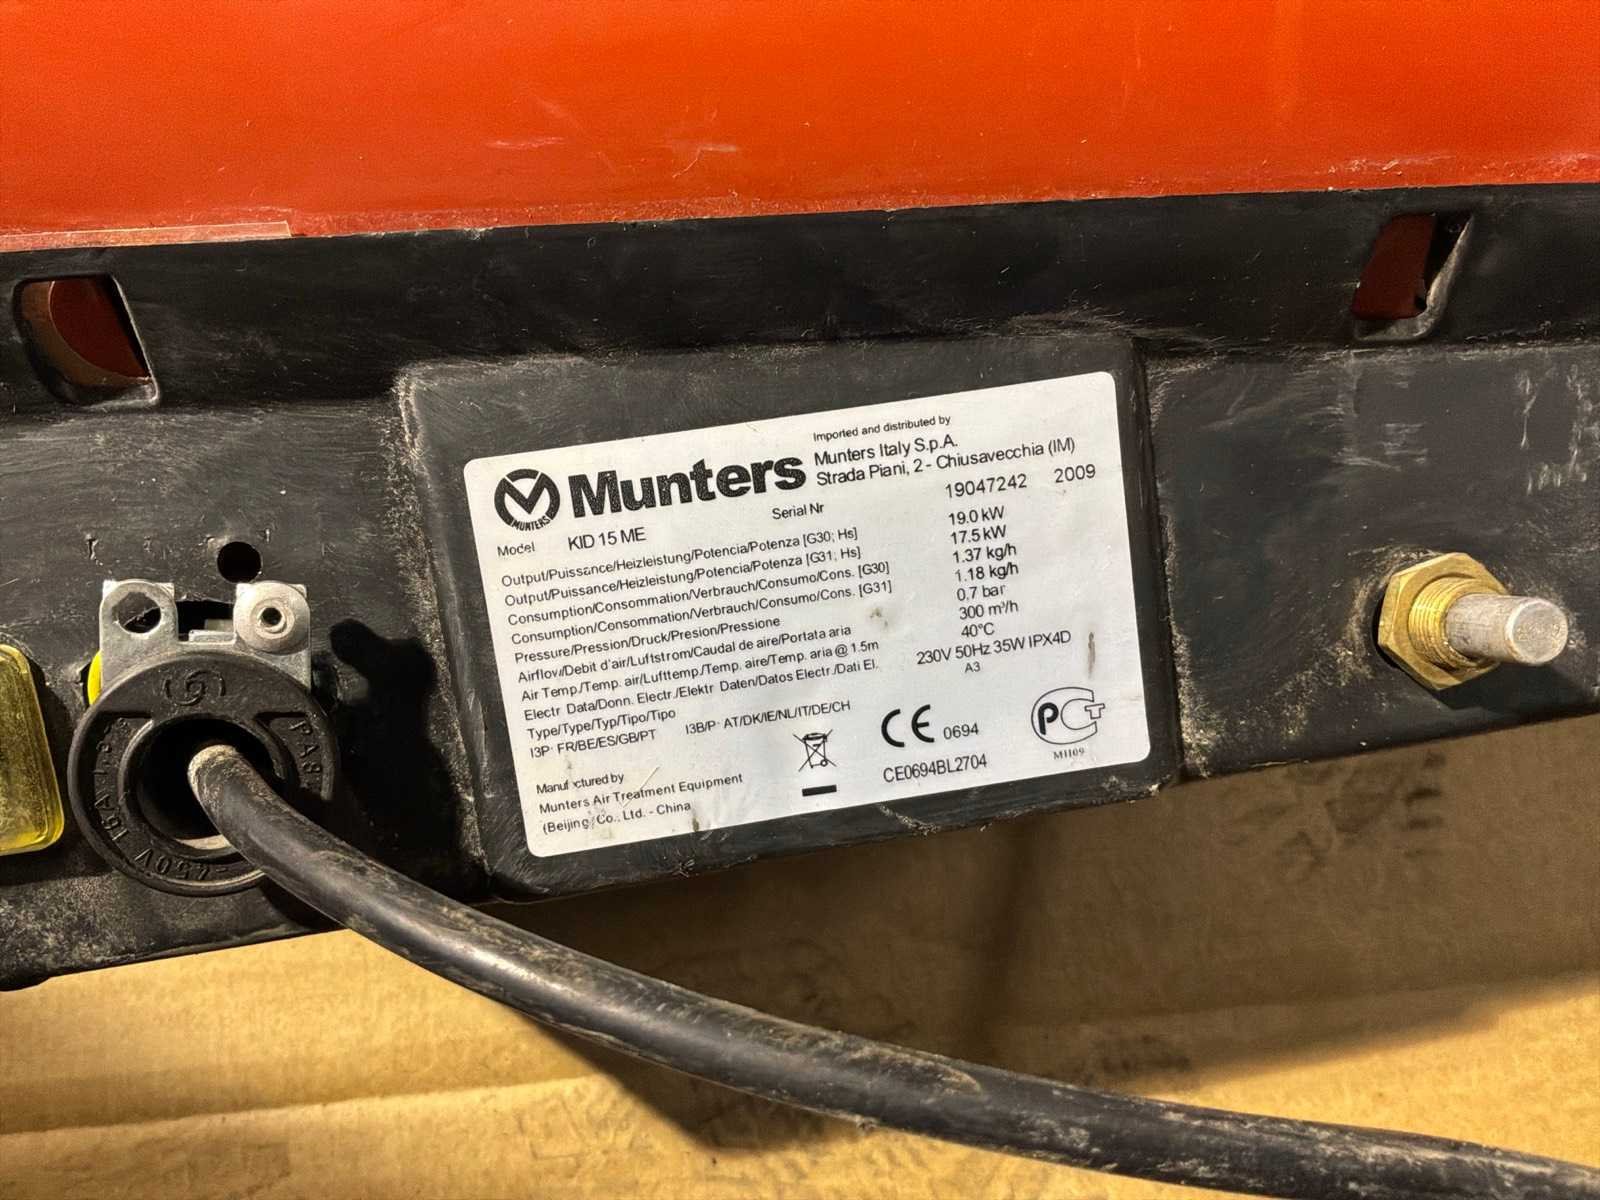 Imported and distributed by
Munters Munters Italy S.p.A.
MUNTERS Strada Piani, 2 - Chiusavecchia (IM)
Model KID 15 ME Serial Nr 19047242 2009
Output/Puissance/Heizleistung/Potencia/Potenza [G30; Hs] 19.0 kW
Output/Puissance/Heizleistung/Potencia/Potenza [G31; Hs] 17.5 kW
Consumption/Consommation/Verbrauch/Consumo/Cons. [G30] 1.37 kg/h
Consumption/Consommation/Verbrauch/Consumo/Cons. [G31] 1.18 kg/h
Pressure/Pression/Druck/Presion/Pressione 0,7 bar
Airflow/Debit d'air/Luftstrom/Caudal de aire/Portata aria 300 m³/h
Air Temp./Temp. air/Lufttemp./Temp. aire/Temp. aria @ 1.5m 40°C
Electr Data/Donn. Electr./Elektr Daten/Datos Electr./Dati El. 230V 50Hz 35W IPX4D
Type/Type/Typ/Tipo/Tipo A3
I3P: FR/BE/ES/GB/PT I3B/P: AT/DK/IE/NL/IT/DE/CH
CE 0694 PCT
Manufactured by CE0694BL2704 MП09
Munters Air Treatment Equipment
(Beijing) Co., Ltd. - China
16A ~450V